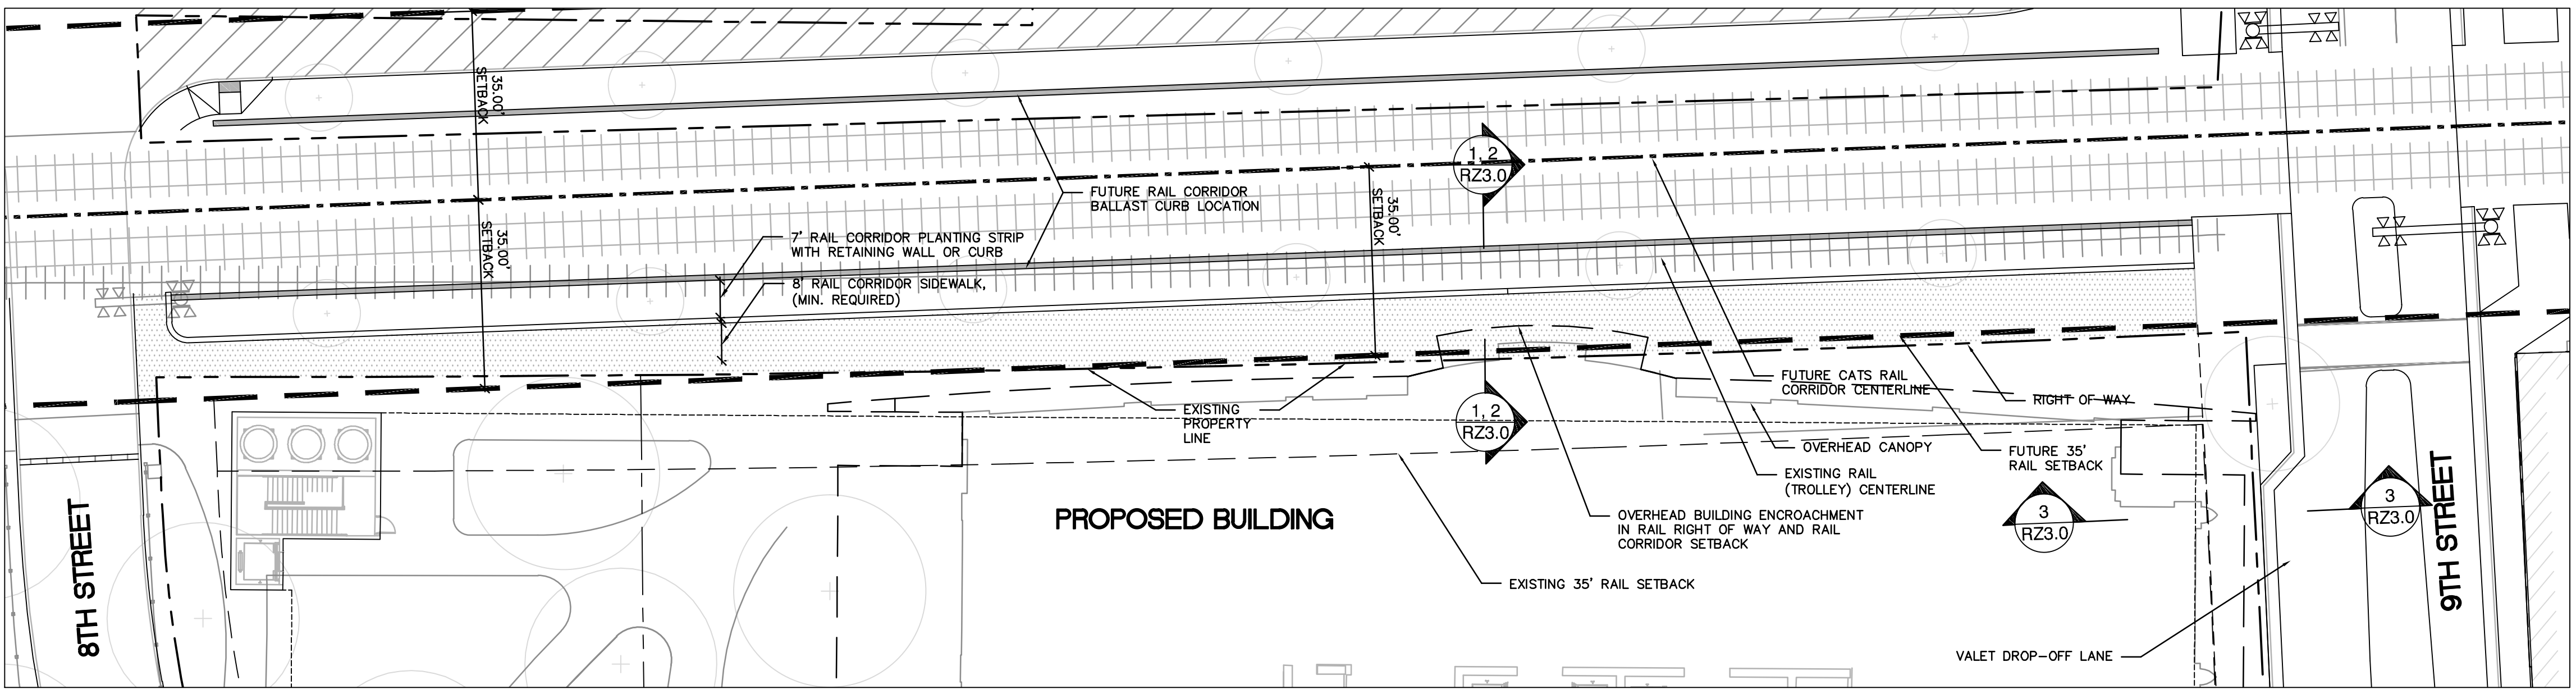 35.00'
SETBACK
35.00'
SETBACK
35.00'
SETBACK
1, 2
RZ3.0
FUTURE RAIL CORRIDOR
BALLAST CURB LOCATION
7' RAIL CORRIDOR PLANTING STRIP
WITH RETAINING WALL OR CURB
8' RAIL CORRIDOR SIDEWALK,
(MIN. REQUIRED)
EXISTING
PROPERTY
LINE
1, 2
RZ3.0
FUTURE CATS RAIL
CORRIDOR CENTERLINE
RIGHT OF WAY
OVERHEAD CANOPY
FUTURE 35'
RAIL SETBACK
EXISTING RAIL
(TROLLEY) CENTERLINE
OVERHEAD BUILDING ENCROACHMENT
IN RAIL RIGHT OF WAY AND RAIL
CORRIDOR SETBACK
PROPOSED BUILDING
3
RZ3.0
3
RZ3.0
EXISTING 35' RAIL SETBACK
VALET DROP-OFF LANE
8TH STREET
9TH STREET